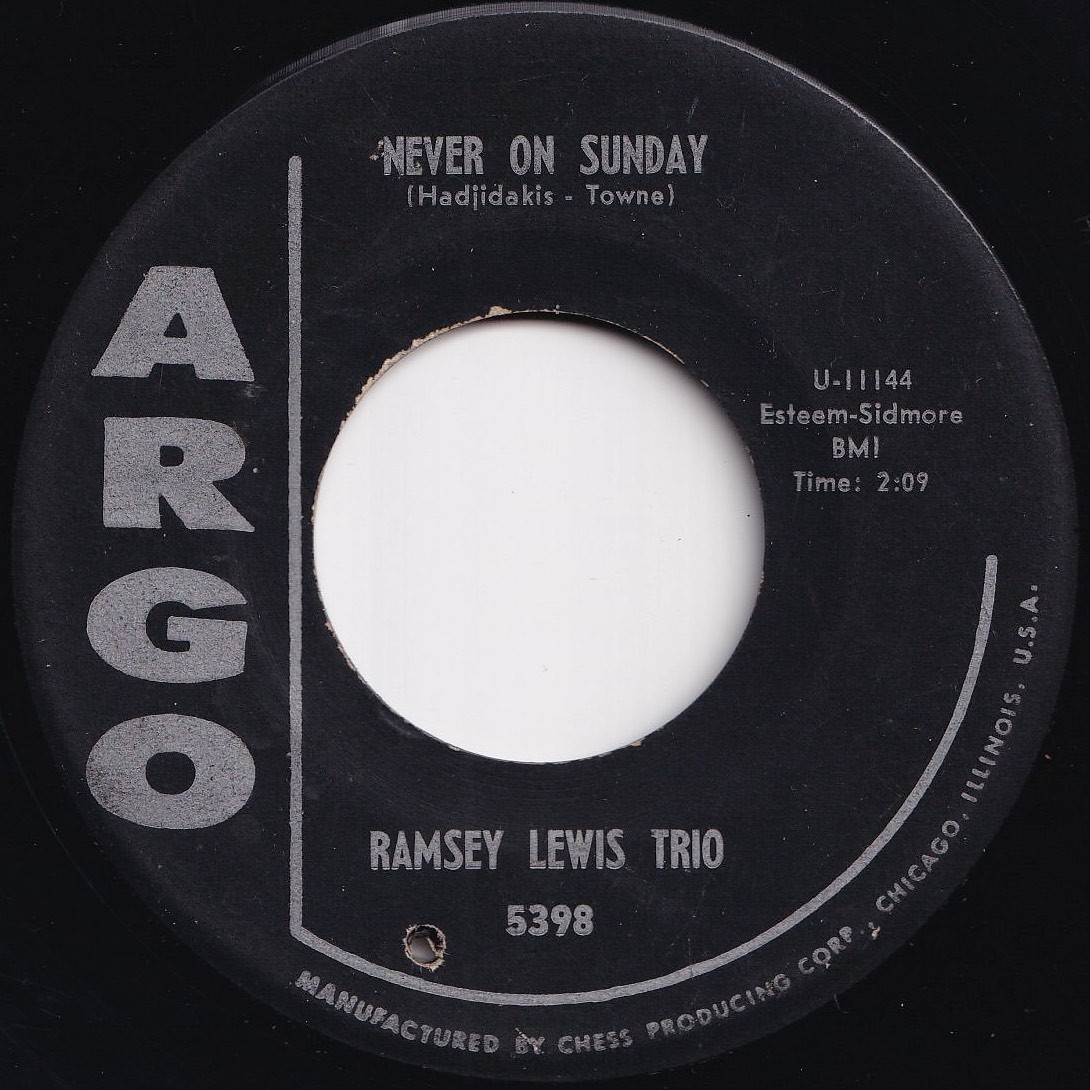 NEVER ON SUNDAY
(Hadjidakis - Towne)
ARGO
U-11144
Esteem-Sidmore
BMI
Time: 2:09
RAMSEY LEWIS TRIO
5398
MANUFACTURED BY CHESS PRODUCING CORP., CHICAGO, ILLINOIS, U.S.A.